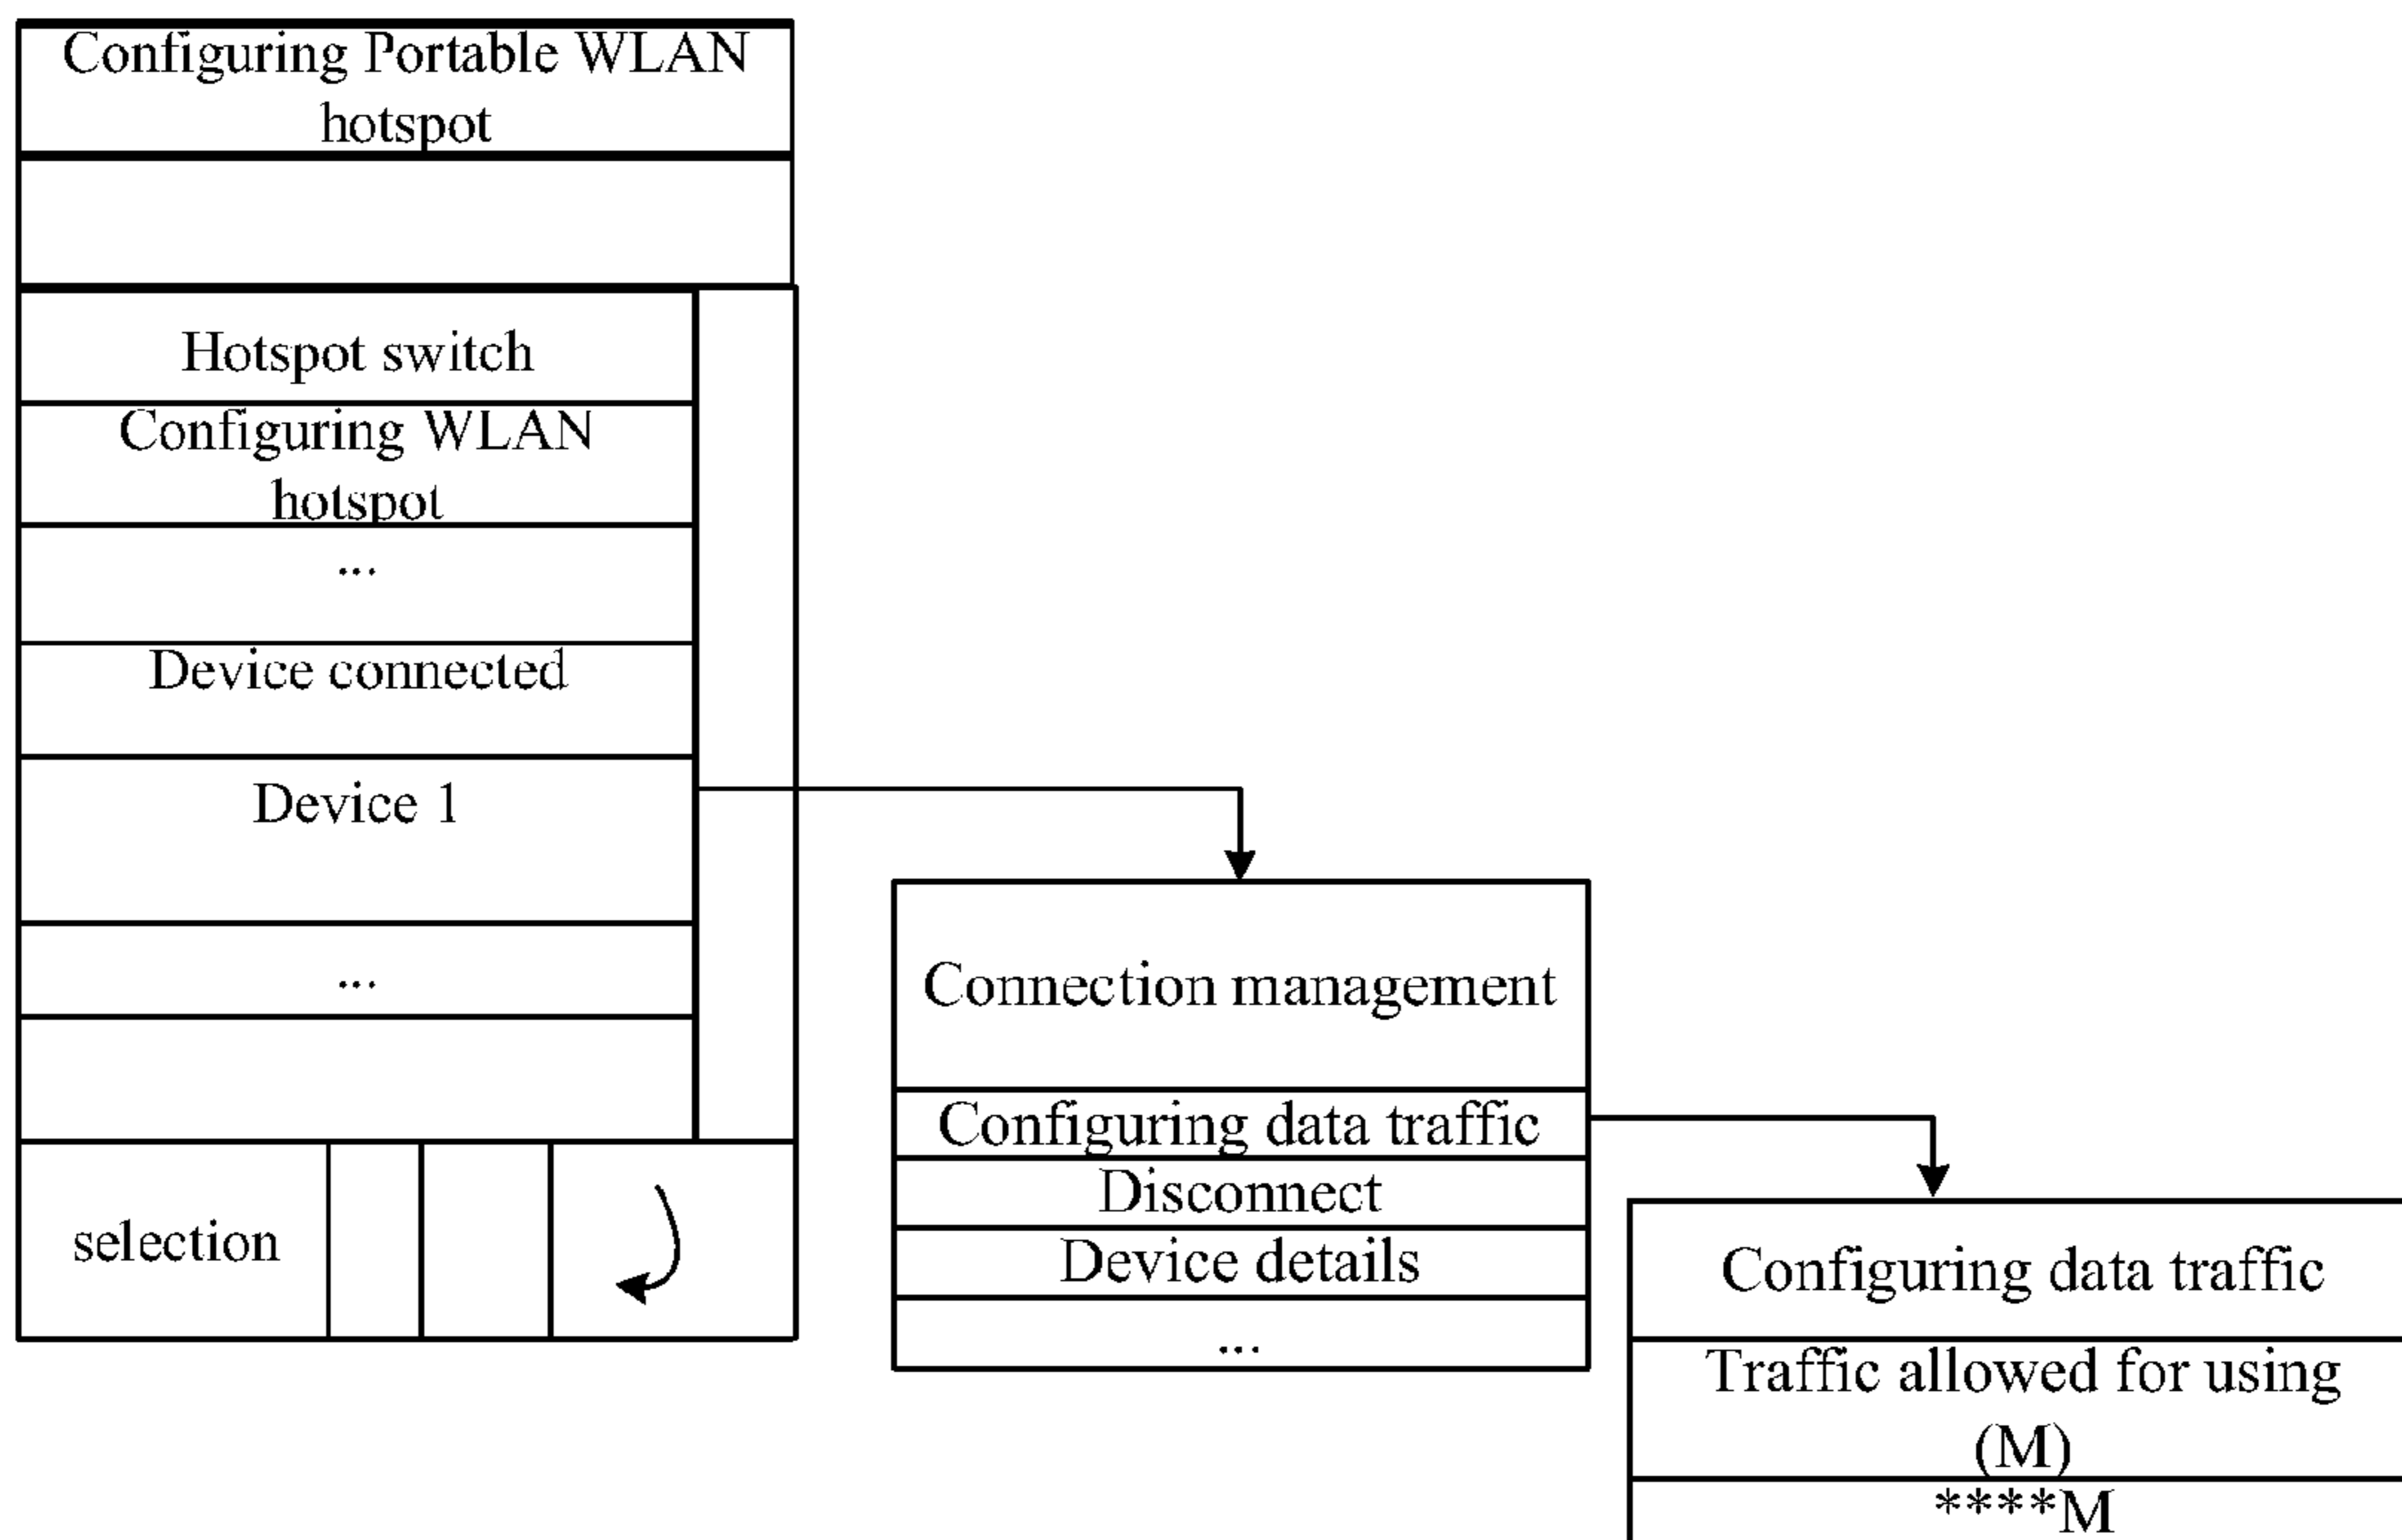 Configuring Portable WLAN
hotspot
Hotspot switch
Configuring WLAN
hotspot
...
Device connected
Device 1
...
selection
Connection management
Configuring data traffic
Disconnect
Device details
...
Configuring data traffic
Traffic allowed for using
(M)
****M